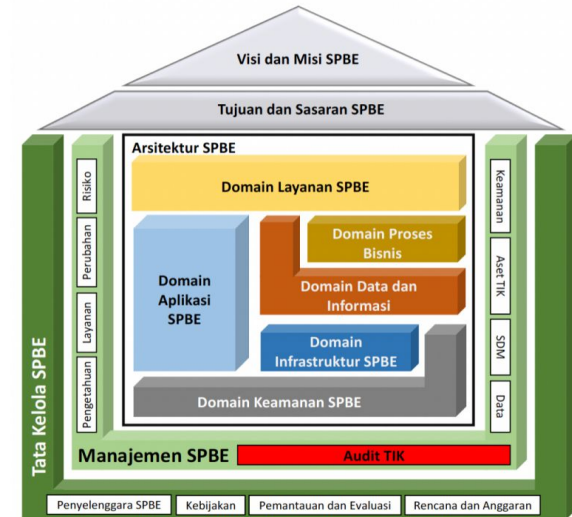 Visi dan Misi SPBE
Tujuan dan Sasaran SPBE
Arsitektur SPBE
Domain Layanan SPBE
Domain Proses
Bisnis
Domain
Aplikasi
SPBE
Domain Data dan
Informasi
Domain
Infrastruktur SPBE
Domain Keamanan SPBE
Risiko
Perubahan
Layanan
Pengetahuan
Keamanan
Aset TIK
SDM
Data
Manajemen SPBE
Audit TIK
Tata Kelola SPBE
Penyelenggara SPBE
Kebijakan
Pemantauan dan Evaluasi
Rencana dan Anggaran